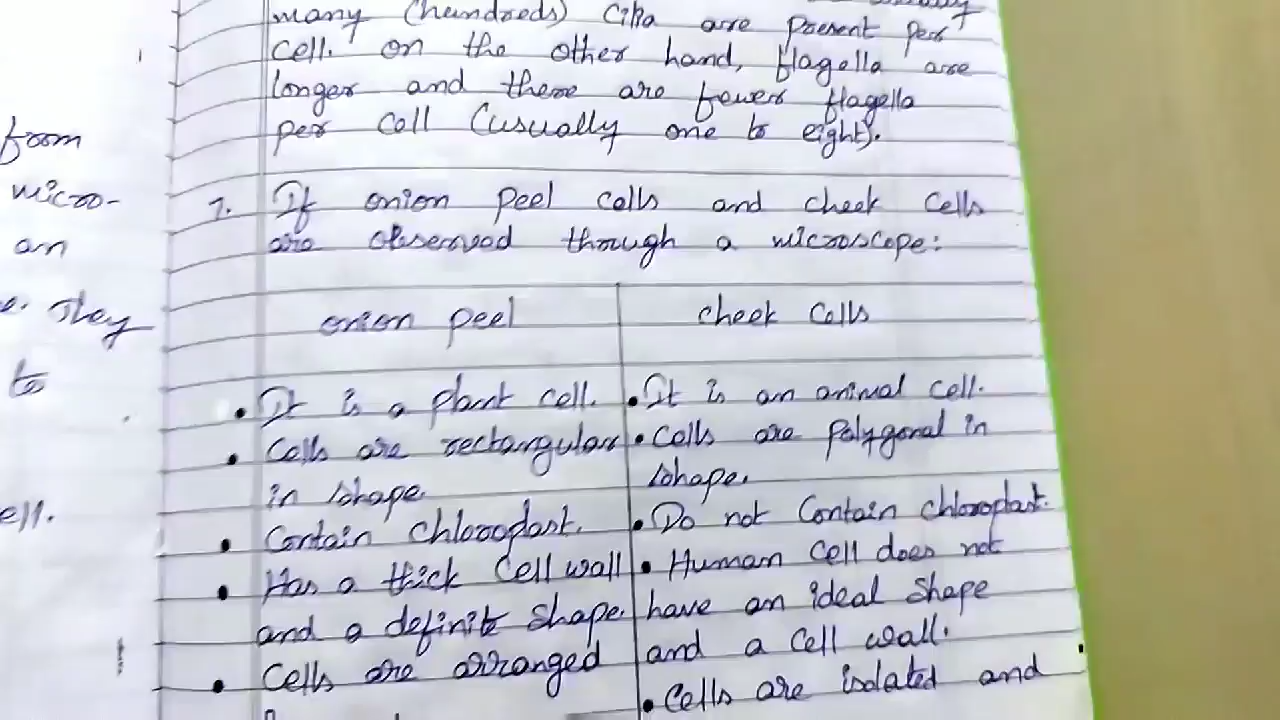 many (hundreds) cilia are present per
cell. on the other hand, flagella are
longer and there are fewer flagella
per cell (usually one to eight).
from
micro-
an
They
to
ell.
7. If onion peel cells and cheek cells
are observed through a microscope:
onion peel
cheek cells
• It is a plant cell.
• Cells are rectangular
in shape.
• Contain chloroplast.
• Has a thick cell wall
and a definite shape.
• Cells are arranged
• It is an animal cell.
• Cells are polygonal in
shape.
• Do not contain chloroplast.
• Human cell does not
have an ideal shape
and a cell wall.
• Cells are isolated and